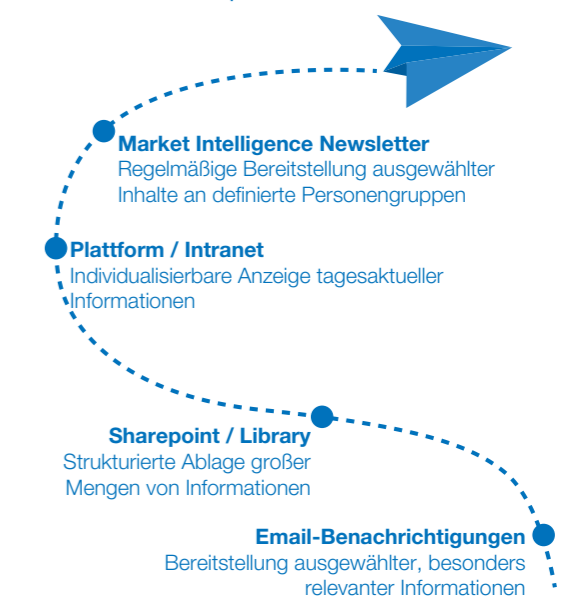 Market Intelligence Newsletter
Regelmäßige Bereitstellung ausgewählter
Inhalte an definierte Personengruppen
Plattform / Intranet
Individualisierbare Anzeige tagesaktueller
Informationen
Sharepoint / Library
Strukturierte Ablage großer
Mengen von Informationen
Email-Benachrichtigungen
Bereitstellung ausgewählter, besonders
relevanter Informationen